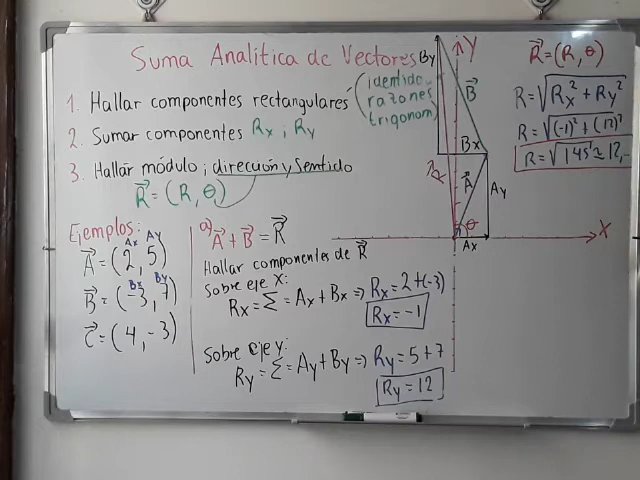 Suma Analítica de Vectores
1. Hallar componentes rectangulares
(identid
razones
trigonom)
2. Sumar componentes Rx ; Ry
3. Hallar módulo ; dirección y sentido
R⃗ = (R, θ)
Ejemplos:
Ax Ay
A⃗ = (2, 5)
Bx By
B⃗ = (-3, 7)
C⃗ = (4, -3)
a) A⃗ + B⃗ = R⃗
Hallar componentes de R⃗
Sobre eje X:
Rx = Σ = Ax + Bx ⇒ Rx = 2 + (-3)
Rx = -1
Sobre eje y:
Ry = Σ = Ay + By ⇒ Ry = 5 + 7
Ry = 12
Y
By
B⃗
Bx
R⃗
A⃗
Ay
θ
Ax
X
R⃗ = (R, θ)
R = √Rx² + Ry²
R = √(-1)² + (12)²
R = √145 ≃ 12,